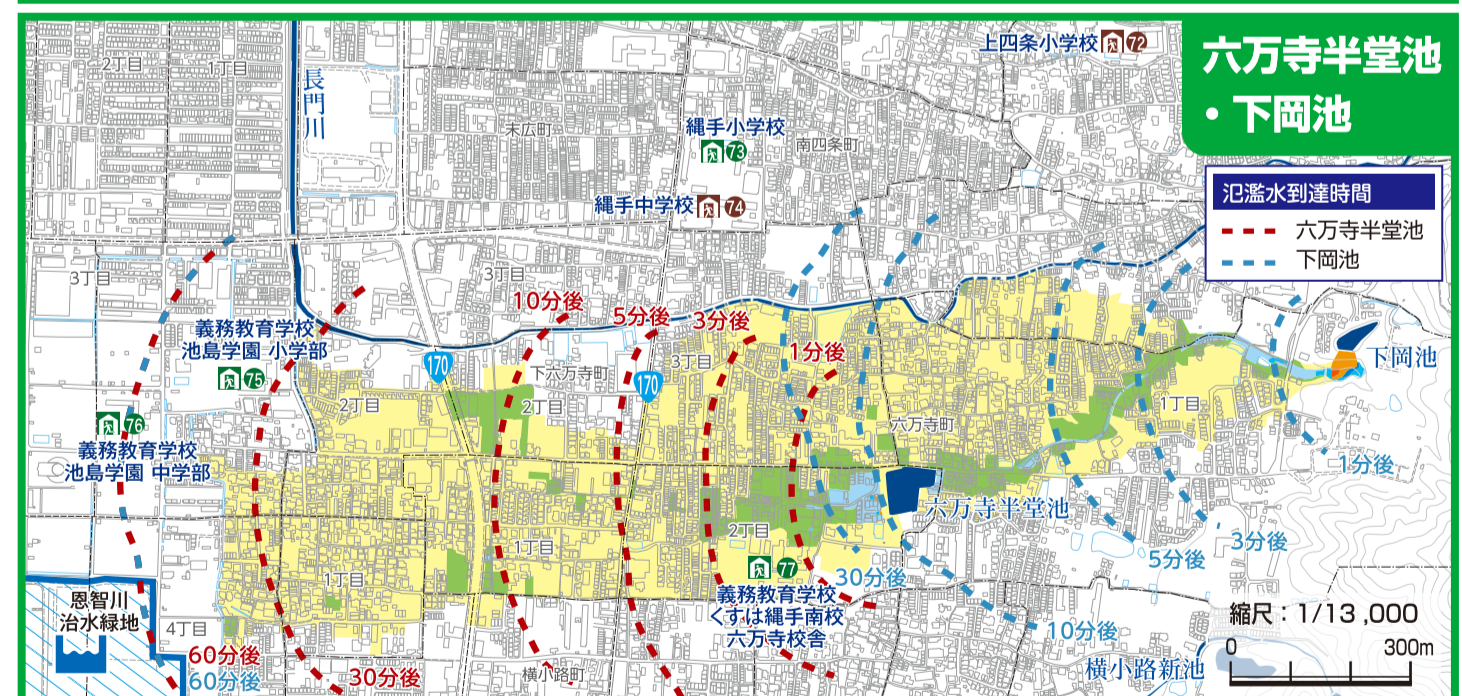 六万寺半堂池
・下岡池
氾濫水到達時間
六万寺半堂池
下岡池
上四条小学校 72
2丁目
1丁目
長門川
末広町
縄手小学校
73
南四条町
縄手中学校 74
3丁目
3丁目
10分後
5分後
3分後
1分後
義務教育学校
池島学園 小学部
75
170
170
下六万寺町
3丁目
下岡池
2丁目
2丁目
六万寺町
1丁目
76
義務教育学校
池島学園 中学部
1分後
六万寺半堂池
2丁目
1丁目
3分後
5分後
77
30分後
1丁目
義務教育学校
くすは縄手南校
六万寺校舎
恩智川
治水緑地
4丁目
10分後
縮尺：1/13,000
0 300m
60分後
60分後
30分後
横小路町
横小路新池